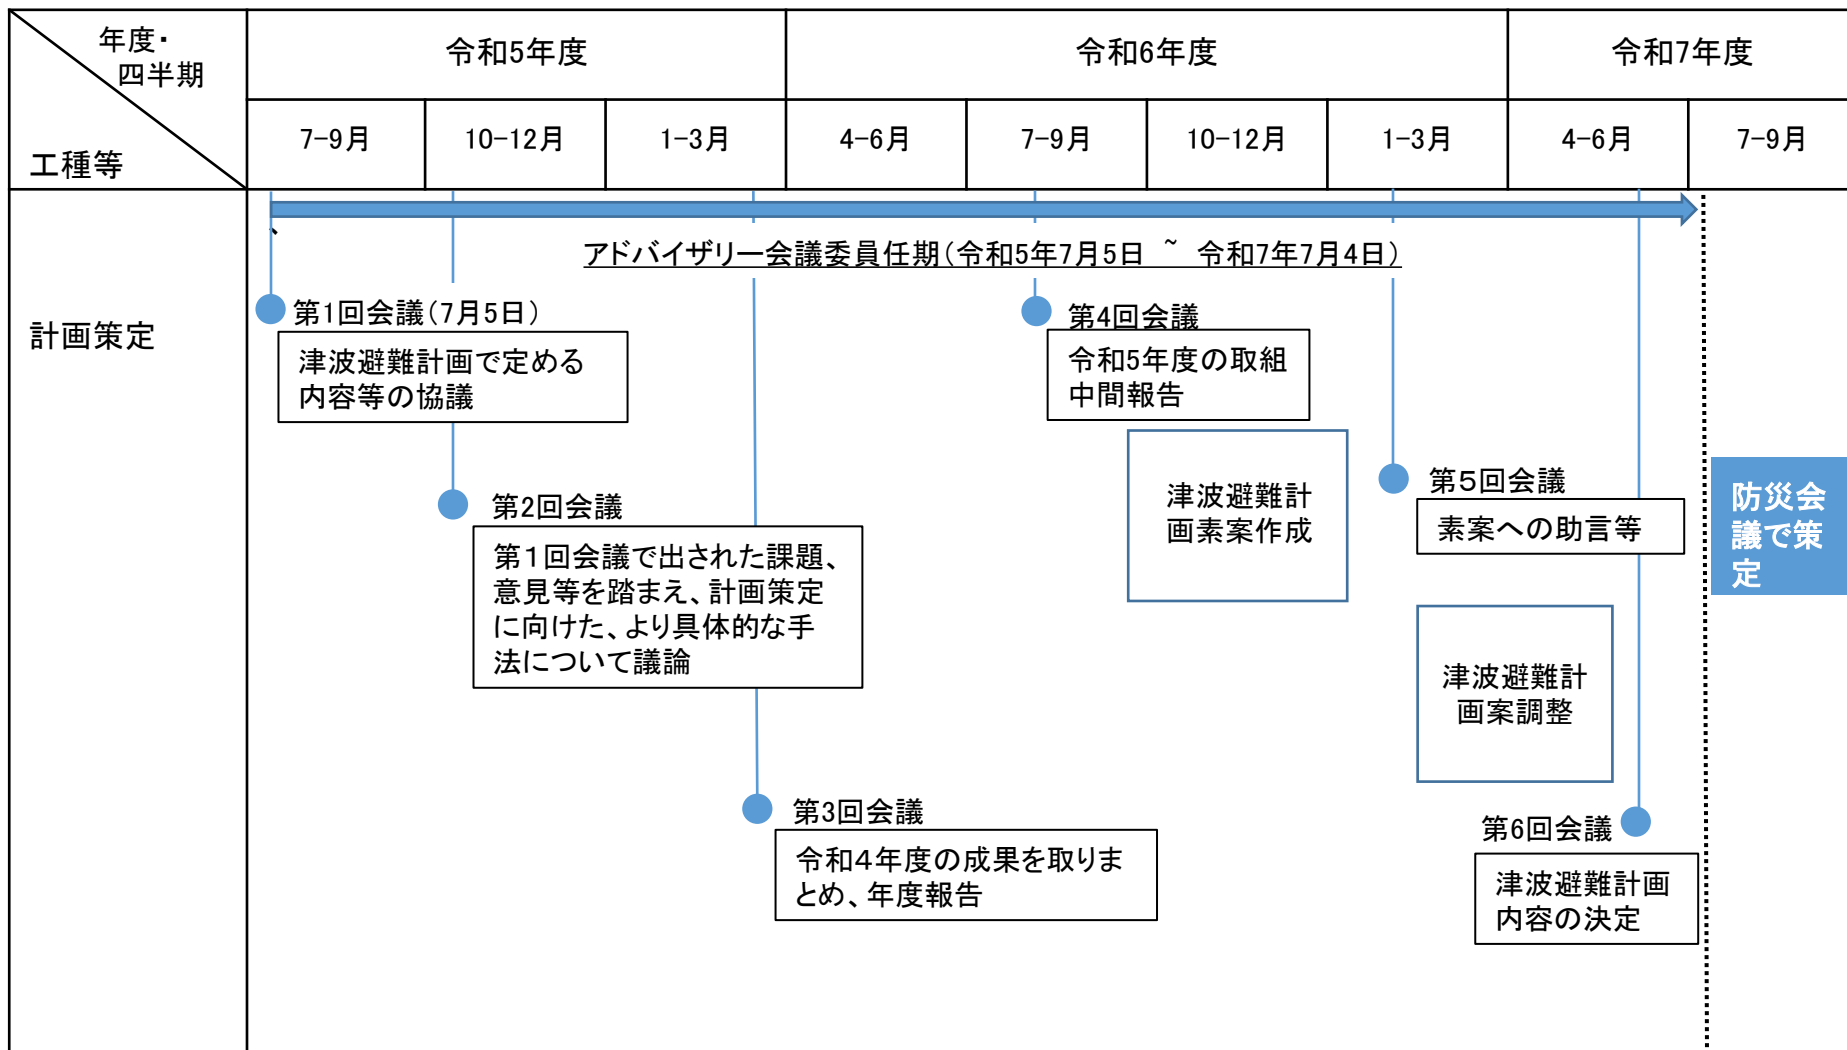 年度・
四半期
工種等
令和5年度
令和6年度
令和7年度
7-9月
10-12月
1-3月
4-6月
7-9月
10-12月
1-3月
4-6月
7-9月
計画策定
、
アドバイザリー会議委員任期(令和5年7月5日 ~ 令和7年7月4日)
第1回会議(7月5日)
津波避難計画で定める
内容等の協議
第2回会議
第１回会議で出された課題、
意見等を踏まえ、計画策定
に向けた、より具体的な手
法について議論
第3回会議
令和４年度の成果を取りま
とめ、年度報告
第4回会議
令和5年度の取組
中間報告
津波避難計
画素案作成
第５回会議
素案への助言等
津波避難計
画案調整
第6回会議
津波避難計画
内容の決定
防災会
議で策
定